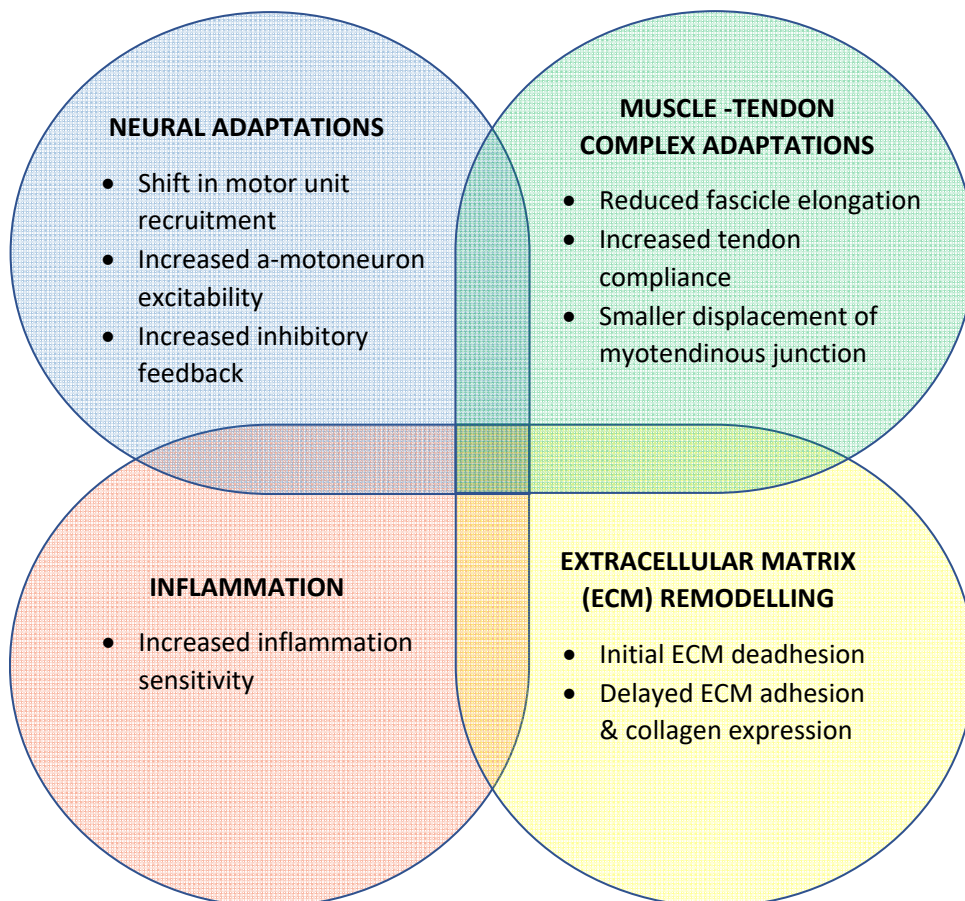 NEURAL ADAPTATIONS
• Shift in motor unit
recruitment
• Increased a-motoneuron
excitability
• Increased inhibitory
feedback
MUSCLE -TENDON
COMPLEX ADAPTATIONS
• Reduced fascicle elongation
• Increased tendon
compliance
• Smaller displacement of
myotendinous junction
INFLAMMATION
• Increased inflammation
sensitivity
EXTRACELLULAR MATRIX
(ECM) REMODELLING
• Initial ECM deadhesion
• Delayed ECM adhesion
& collagen expression